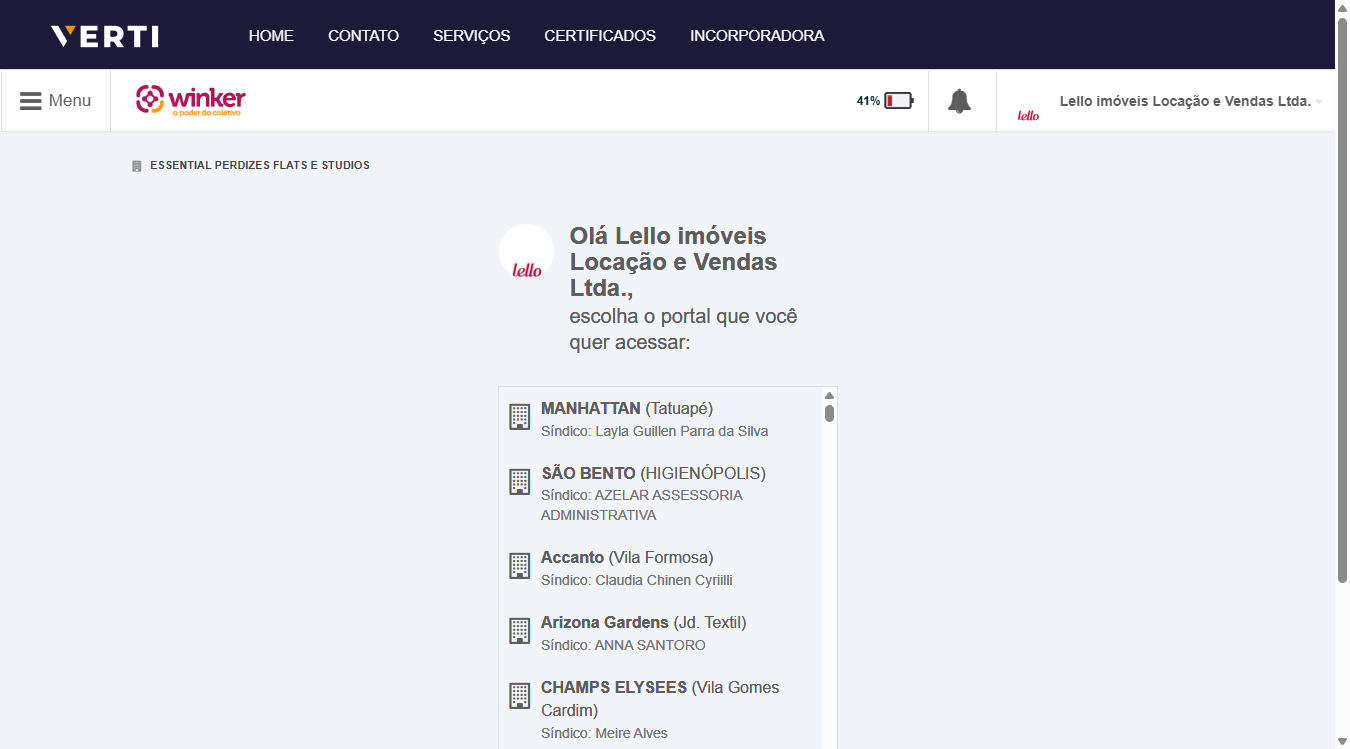 VERTI
HOME CONTATO SERVIÇOS CERTIFICADOS INCORPORADORA
Menu
winker
o poder do coletivo
41%
lello
Lello imóveis Locação e Vendas Ltda.
ESSENTIAL PERDIZES FLATS E STUDIOS
lello
Olá Lello imóveis
Locação e Vendas
Ltda.,
escolha o portal que você
quer acessar:
MANHATTAN (Tatuapé)
Síndico: Layla Guillen Parra da Silva
SÃO BENTO (HIGIENÓPOLIS)
Síndico: AZELAR ASSESSORIA
ADMINISTRATIVA
Accanto (Vila Formosa)
Síndico: Claudia Chinen Cyriilli
Arizona Gardens (Jd. Textil)
Síndico: ANNA SANTORO
CHAMPS ELYSEES (Vila Gomes
Cardim)
Síndico: Meire Alves